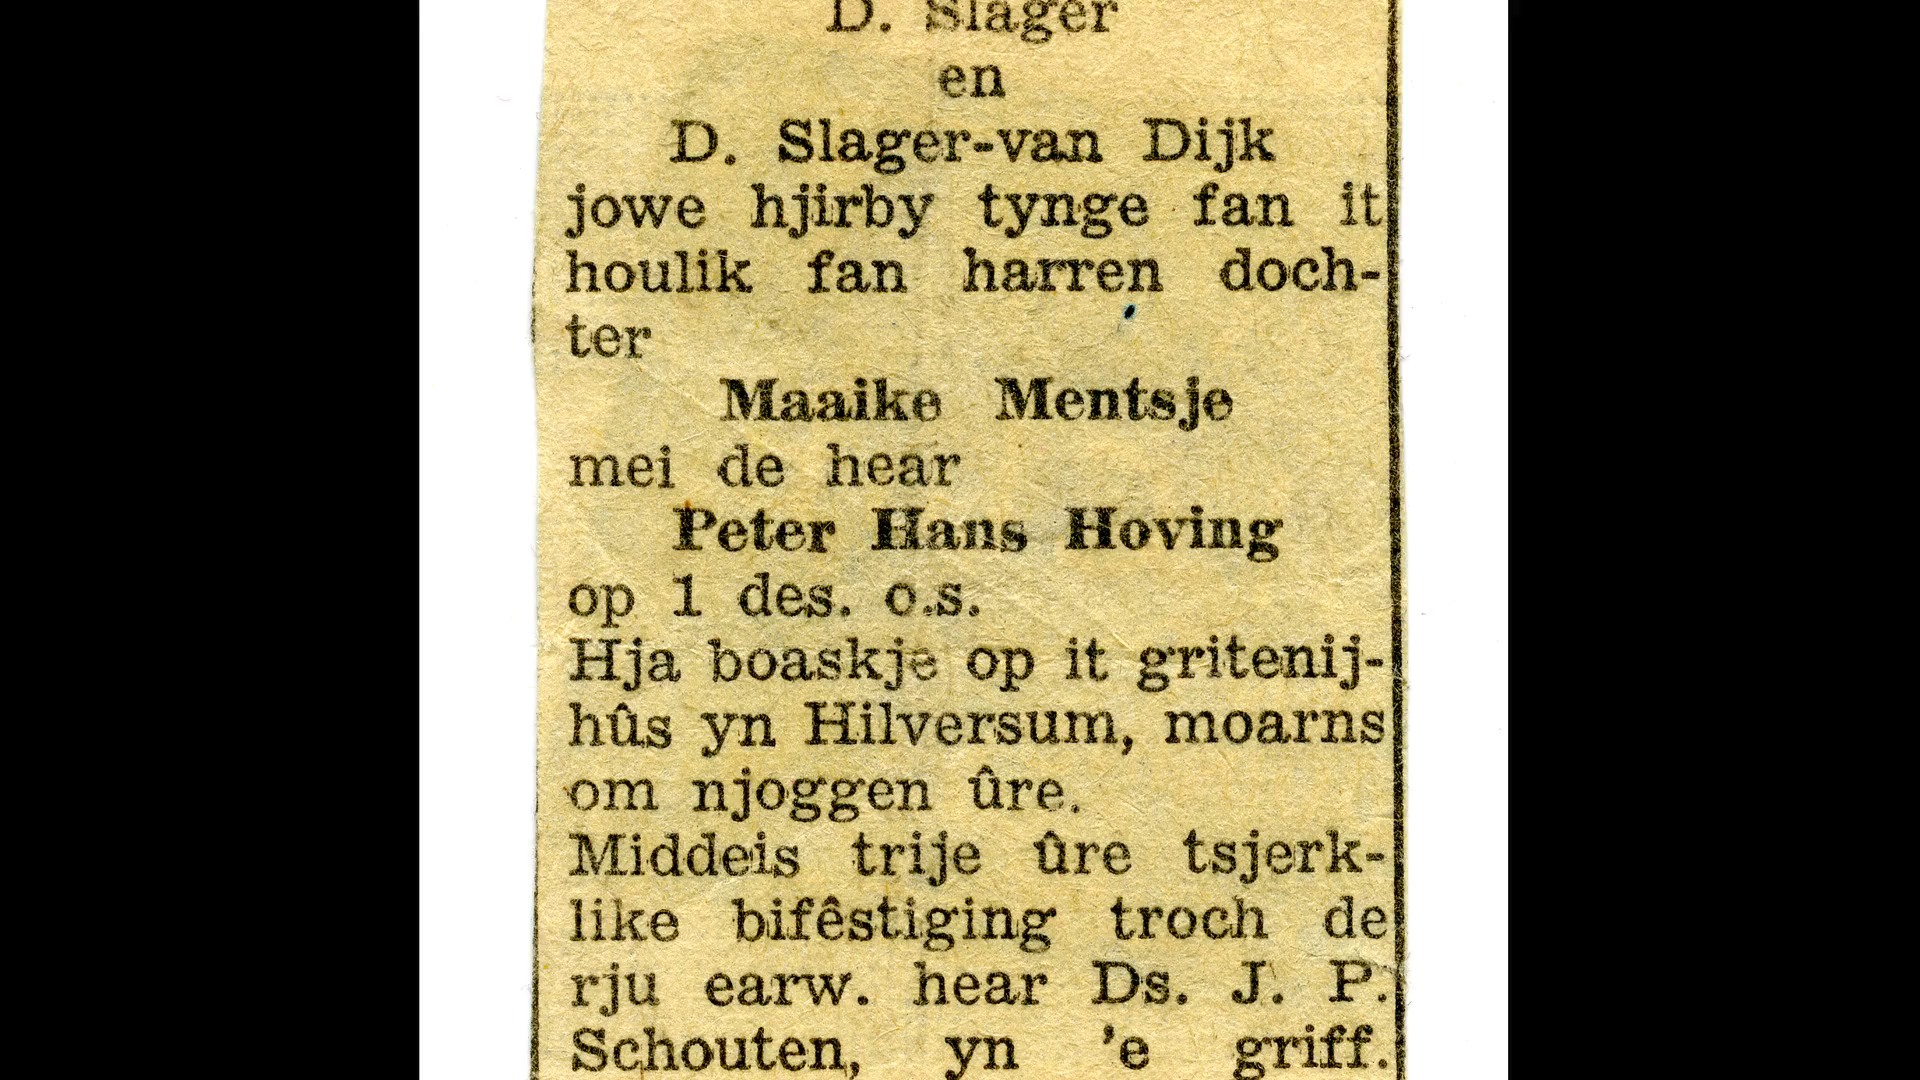 D. Slager
en
D. Slager-van Dijk
jowe hjirby tynge fan it
houlik fan harren doch-
ter
Maaike Mentsje
mei de hear
Peter Hans Hoving
op 1 des. o.s.
Hja boaskje op it gritenij-
hûs yn Hilversum, moarns
om njoggen ûre.
Middeis trije ûre tsjerk-
like bifêstiging troch de
rju earw. hear Ds. J. P.
Schouten, yn 'e griff.